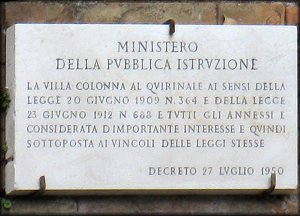 MINISTERO
DELLA PVBBLICA ISTRVZIONE
LA VILLA COLONNA AL QVIRINALE AI SENSI DELLA
LEGGE 20 GIVGNO 1909 N. 364 E DELLA LEGGE
23 GIVGNO 1912 N 688 E TVTTI GLI ANNESSI E
CONSIDERATA D'IMPORTANTE INTERESSE E QVINDI
SOTTOPOSTA AI VINCOLI DELLE LEGGI STESSE
DECRETO 27 LVGLIO 1950